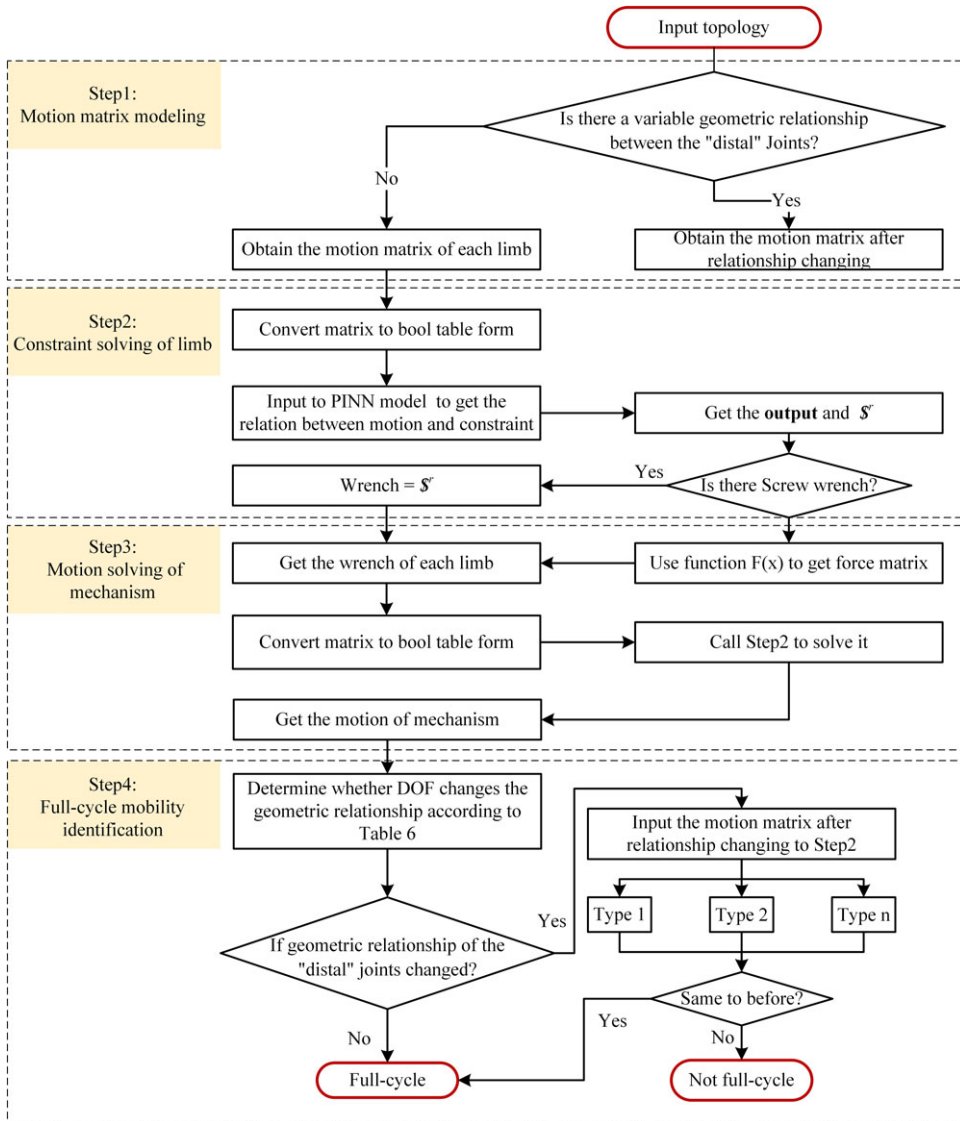 Input topology
Step1:
Motion matrix modeling
Is there a variable geometric relationship
between the "distal" Joints?
No
Yes
Obtain the motion matrix of each limb
Obtain the motion matrix after
relationship changing
Step2:
Constraint solving of limb
Convert matrix to bool table form
Input to PINN model to get the
relation between motion and constraint
Get the output and $r
Wrench = $r
Yes
Is there Screw wrench?
Step3:
Motion solving of
mechanism
Get the wrench of each limb
Use function F(x) to get force matrix
Convert matrix to bool table form
Call Step2 to solve it
Get the motion of mechanism
Step4:
Full-cycle mobility
identification
Determine whether DOF changes the
geometric relationship according to
Table 6
Input the motion matrix after
relationship changing to Step2
Type 1
Type 2
Type n
Yes
If geometric relationship of the
"distal" joints changed?
Same to before?
Yes
No
No
Full-cycle
Not full-cycle